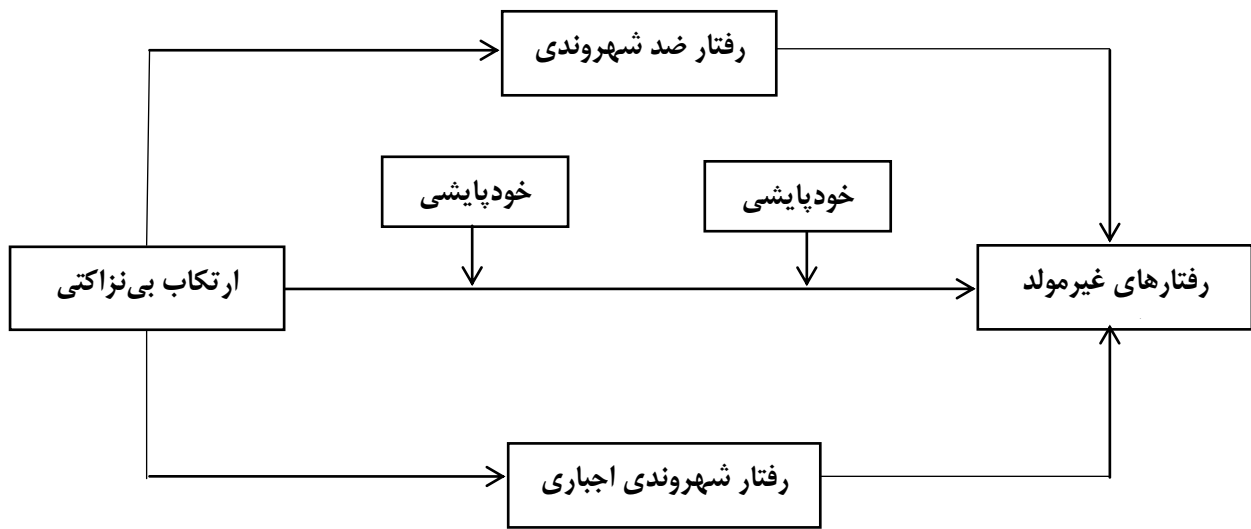 رفتار ضد شهروندی
خودپایشی
خودپایشی
ارتکاب بی‌نزاکتی
رفتارهای غیرمولد
رفتار شهروندی اجباری